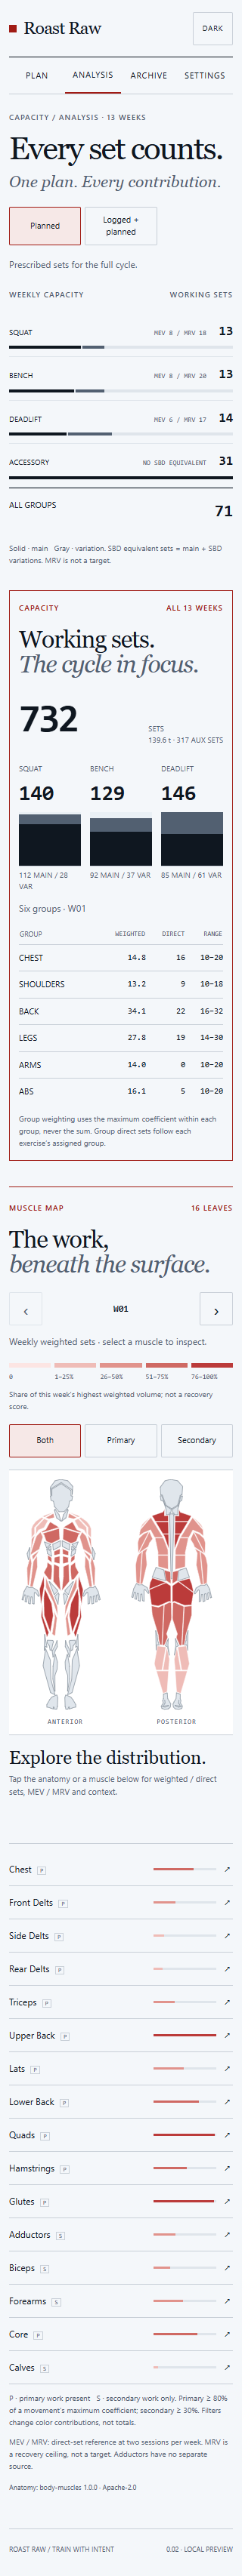 Roast Raw
DARK
PLAN ANALYSIS ARCHIVE SETTINGS
CAPACITY / ANALYSIS · 13 WEEKS
Every set counts.
One plan. Every contribution.
Planned
Logged +
planned
Prescribed sets for the full cycle.
WEEKLY CAPACITY WORKING SETS
SQUAT MEV 8 / MRV 18 13
BENCH MEV 8 / MRV 20 13
DEADLIFT MEV 6 / MRV 17 14
ACCESSORY NO SBD EQUIVALENT 31
ALL GROUPS
71
Solid · main Gray · variation. SBD equivalent sets = main + SBD
variations. MRV is not a target.
CAPACITY ALL 13 WEEKS
Working sets.
The cycle in focus.
732
SETS
139.6 t · 317 AUX SETS
SQUAT BENCH DEADLIFT
140 129 146
112 MAIN / 28
VAR
92 MAIN / 37 VAR
85 MAIN / 61 VAR
Six groups · W01
GROUP WEIGHTED DIRECT RANGE
CHEST 14.8 16 10–20
SHOULDERS 13.2 9 10–18
BACK 34.1 22 16–32
LEGS 27.8 19 14–30
ARMS 14.0 0 10–20
ABS 16.1 5 10–20
Group weighting uses the maximum coefficient within each
group, never the sum. Group direct sets follow each
exercise's assigned group.
MUSCLE MAP 16 LEAVES
The work,
beneath the surface.
‹ W01 ›
Weekly weighted sets · select a muscle to inspect.
0 1–25% 26–50% 51–75% 76–100%
Share of this week's highest weighted volume; not a recovery
score.
Both Primary Secondary
ANTERIOR POSTERIOR
Explore the distribution.
Tap the anatomy or a muscle below for weighted / direct
sets, MEV / MRV and context.
Chest P ↗
Front Delts P ↗
Side Delts P ↗
Rear Delts P ↗
Triceps P ↗
Upper Back P ↗
Lats P ↗
Lower Back P ↗
Quads P ↗
Hamstrings P ↗
Glutes P ↗
Adductors S ↗
Biceps S ↗
Forearms S ↗
Core P ↗
Calves S ↗
P · primary work present S · secondary work only. Primary ≥ 80%
of a movement's maximum coefficient; secondary ≥ 30%. Filters
change color contributions, not totals.
MEV / MRV: direct-set reference at two sessions per week. MRV is
a recovery ceiling, not a target. Adductors have no separate
source.
Anatomy: body-muscles 1.0.0 · Apache-2.0
ROAST RAW / TRAIN WITH INTENT 0.02 · LOCAL PREVIEW